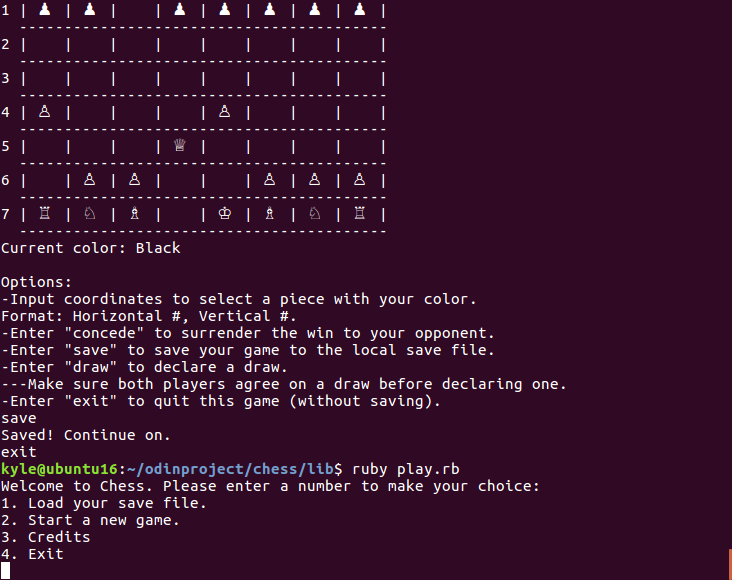 1 | ♟ | ♟ |   | ♟ | ♟ | ♟ | ♟ | ♟ |
-----------------------------------------
2 |   |   |   |   |   |   |   |   |
-----------------------------------------
3 |   |   |   |   |   |   |   |   |
-----------------------------------------
4 | ♙ |   |   |   | ♙ |   |   |   |
-----------------------------------------
5 |   |   |   | ♕ |   |   |   |   |
-----------------------------------------
6 |   | ♙ | ♙ |   |   | ♙ | ♙ | ♙ |
-----------------------------------------
7 | ♖ | ♘ | ♗ |   | ♔ | ♗ | ♘ | ♖ |
-----------------------------------------
Current color: Black
Options:
-Input coordinates to select a piece with your color.
Format: Horizontal #, Vertical #.
-Enter "concede" to surrender the win to your opponent.
-Enter "save" to save your game to the local save file.
-Enter "draw" to declare a draw.
---Make sure both players agree on a draw before declaring one.
-Enter "exit" to quit this game (without saving).
save
Saved! Continue on.
exit
kyle@ubuntu16:~/odinproject/chess/lib$ ruby play.rb
Welcome to Chess. Please enter a number to make your choice:
1. Load your save file.
2. Start a new game.
3. Credits
4. Exit